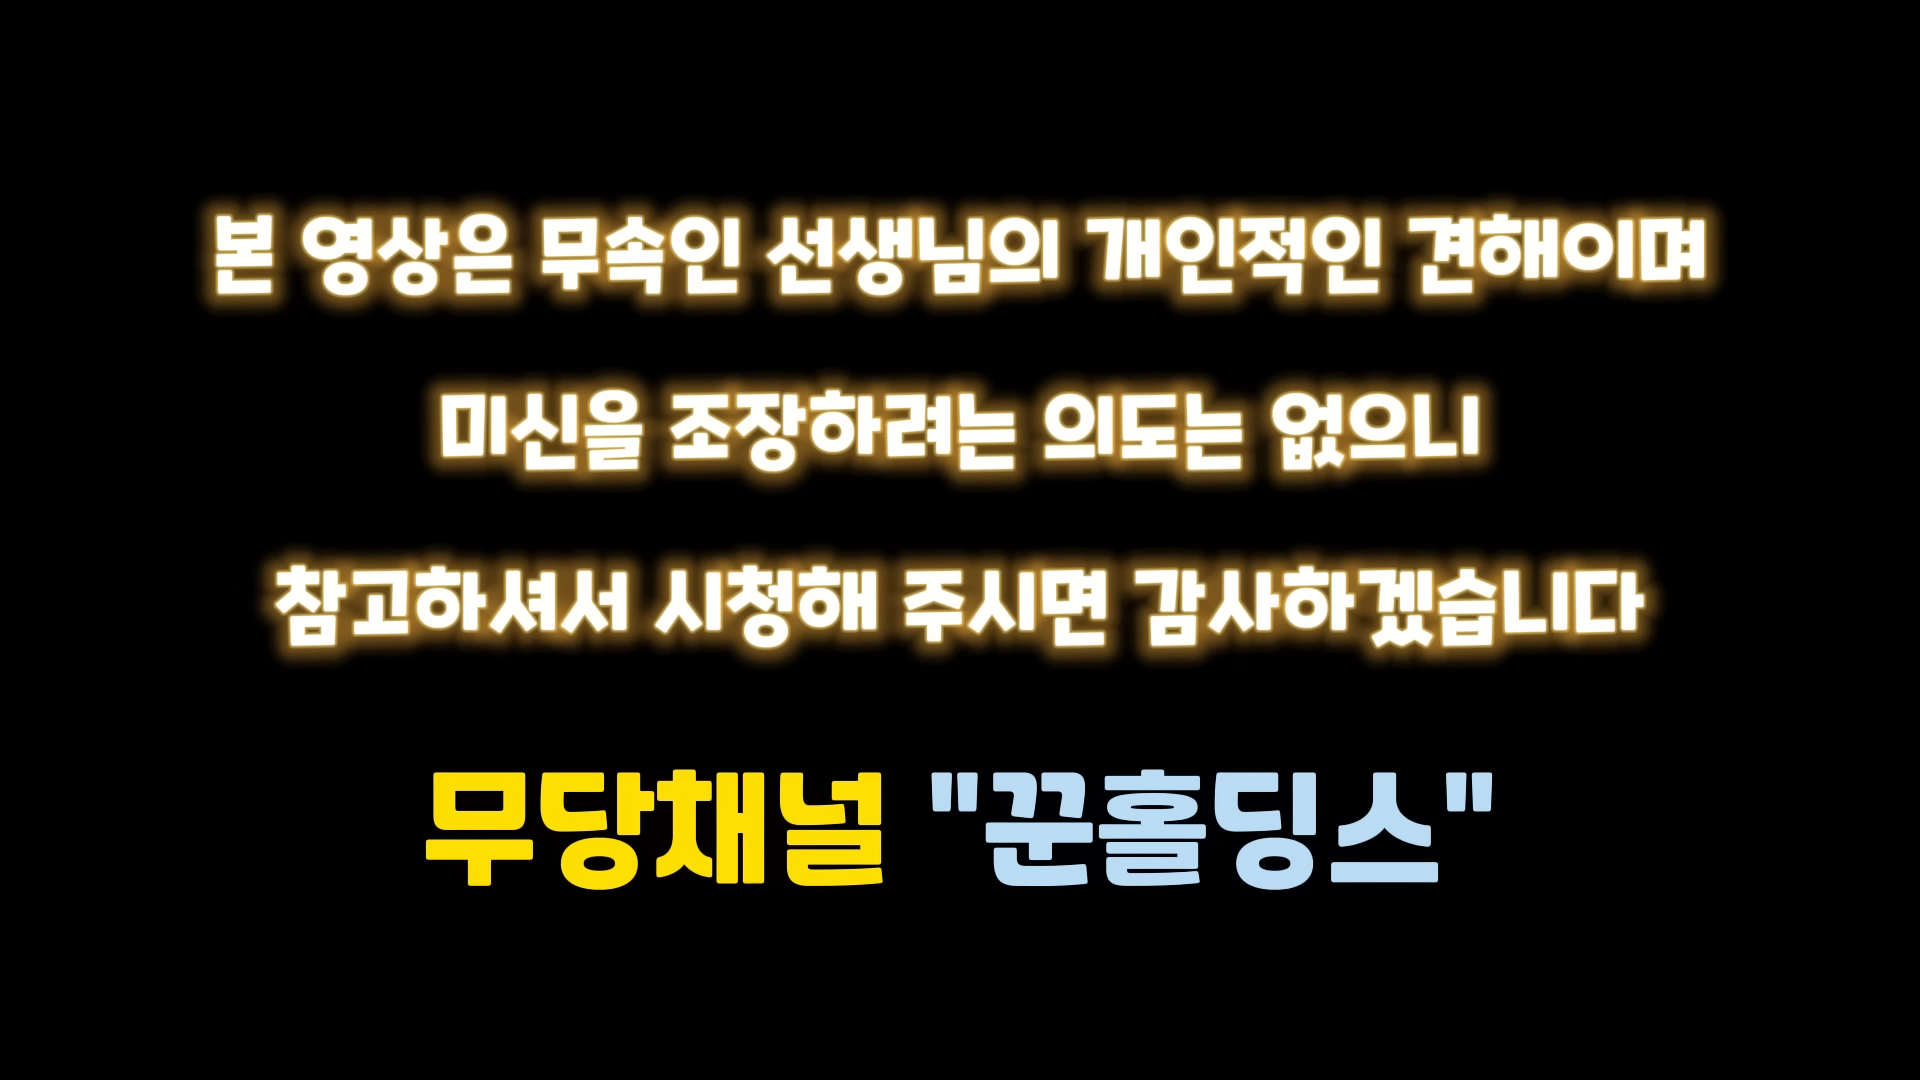 본 영상은 무속인 선생님의 개인적인 견해이며
미신을 조장하려는 의도는 없으니
참고하셔서 시청해 주시면 감사하겠습니다
무당채널 "꾼홀딩스"